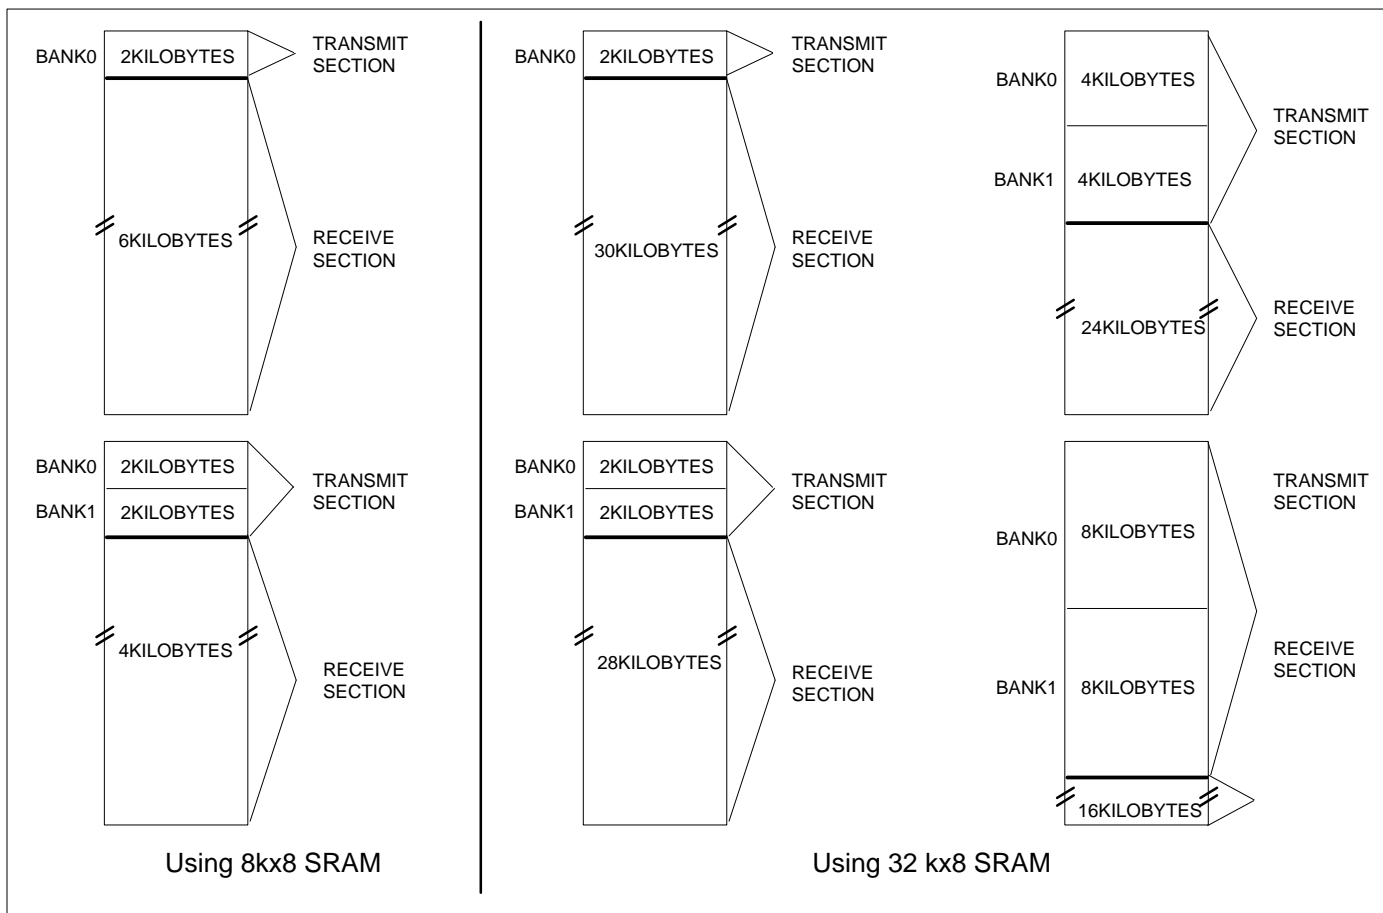 BANK0
2KILOBYTES
TRANSMIT
SECTION
6KILOBYTES
RECEIVE
SECTION
BANK0
2KILOBYTES
BANK1
2KILOBYTES
TRANSMIT
SECTION
4KILOBYTES
RECEIVE
SECTION
Using 8kx8 SRAM
BANK0
2KILOBYTES
TRANSMIT
SECTION
30KILOBYTES
RECEIVE
SECTION
BANK0
2KILOBYTES
BANK1
2KILOBYTES
TRANSMIT
SECTION
28KILOBYTES
RECEIVE
SECTION
BANK0
4KILOBYTES
BANK1
4KILOBYTES
TRANSMIT
SECTION
24KILOBYTES
RECEIVE
SECTION
BANK0
8KILOBYTES
TRANSMIT
SECTION
BANK1
8KILOBYTES
RECEIVE
SECTION
16KILOBYTES
Using 32 kx8 SRAM